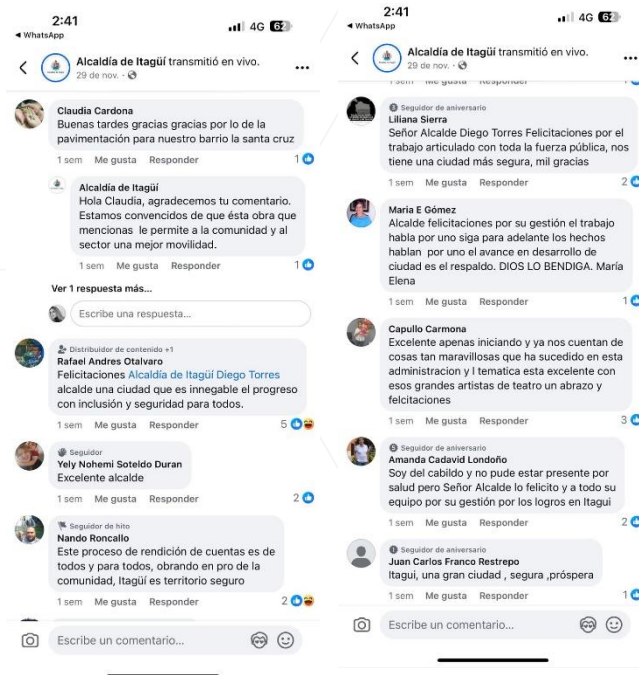 2:41
4G 62
WhatsApp
Alcaldía de Itagüí transmitió en vivo.
29 de nov.
Claudia Cardona
Buenas tardes gracias gracias por lo de la
pavimentación para nuestro barrio la santa cruz
1 sem Me gusta Responder 1
Alcaldía de Itagüí
Hola Claudia, agradecemos tu comentario.
Estamos convencidos de que ésta obra que
mencionas le permite a la comunidad y al
sector una mejor movilidad.
1 sem Me gusta Responder 1
Ver 1 respuesta más...
Escribe una respuesta...
Distribuidor de contenido +1
Rafael Andres Otalvaro
Felicitaciones Alcaldía de Itagüí Diego Torres
alcalde una ciudad que es innegable el progreso
con inclusión y seguridad para todos.
1 sem Me gusta Responder 5
Seguidor
Yely Nohemi Soteldo Duran
Excelente alcalde
1 sem Me gusta Responder 2
Seguidor de hito
Nando Roncallo
Este proceso de rendición de cuentas es de
todos y para todos, obrando en pro de la
comunidad, Itagüí es territorio seguro
1 sem Me gusta Responder 2
Escribe un comentario...
2:41
4G 62
WhatsApp
Alcaldía de Itagüí transmitió en vivo.
29 de nov.
1 sem Me gusta Responder
Seguidor de aniversario
Liliana Sierra
Señor Alcalde Diego Torres Felicitaciones por el
trabajo articulado con toda la fuerza pública, nos
tiene una ciudad más segura, mil gracias
1 sem Me gusta Responder 2
Maria E Gómez
Alcalde felicitaciones por su gestión el trabajo
habla por uno siga para adelante los hechos
hablan por uno el avance en desarrollo de
ciudad es el respaldo. DIOS LO BENDIGA. María
Elena
1 sem Me gusta Responder 1
Capullo Carmona
Excelente apenas iniciando y ya nos cuentan de
cosas tan maravillosas que ha sucedido en esta
administracion y l tematica esta excelente con
esos grandes artistas de teatro un abrazo y
felcitaciones
1 sem Me gusta Responder 3
Seguidor de aniversario
Amanda Cadavid Londoño
Soy del cabildo y no pude estar presente por
salud pero Señor Alcalde lo felicito y a todo su
equipo por su gestión por los logros en Itagui
1 sem Me gusta Responder 2
Seguidor de aniversario
Juan Carlos Franco Restrepo
Itagui, una gran ciudad , segura ,próspera
1 sem Me gusta Responder 1
Escribe un comentario...